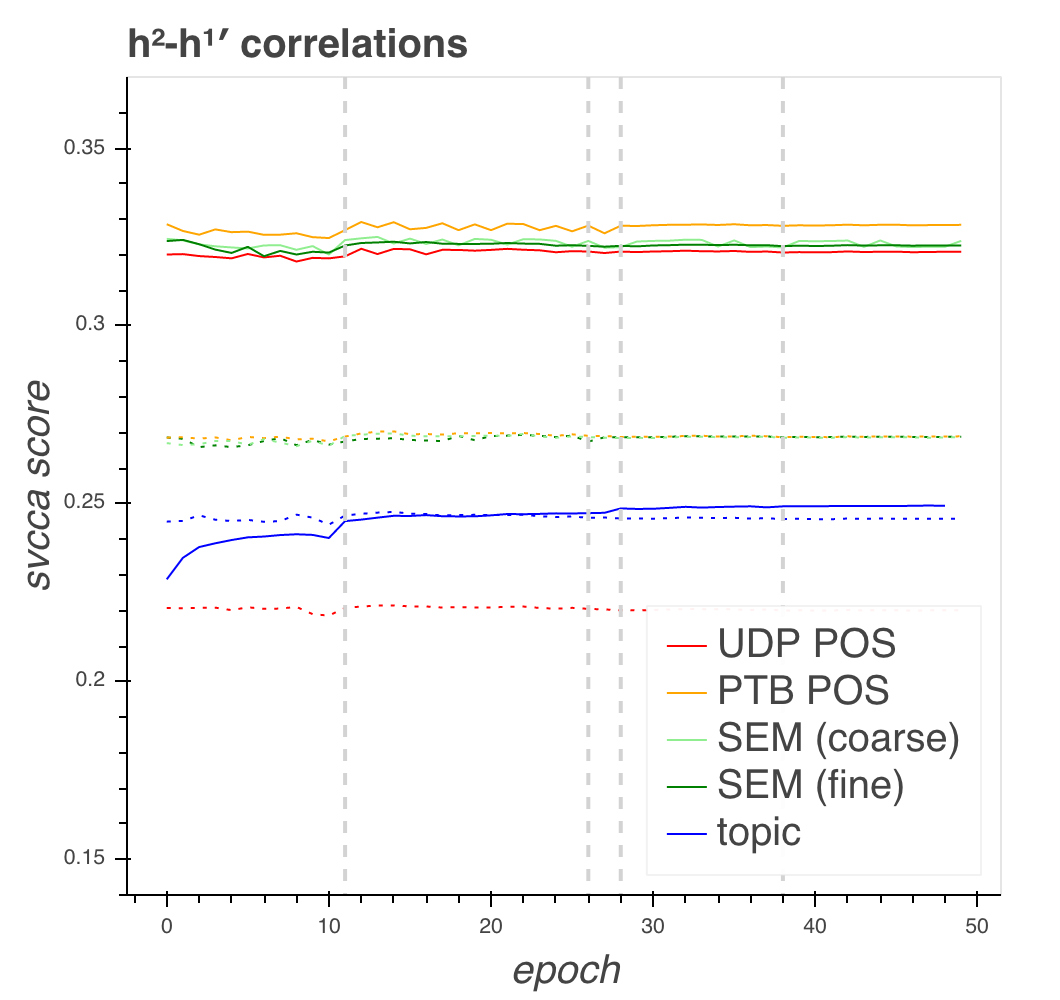 h²-h¹′ correlations
0.35
0.3
0.25
0.2
0.15
svcca score
0
10
20
30
40
50
epoch
UDP POS
PTB POS
SEM (coarse)
SEM (fine)
topic